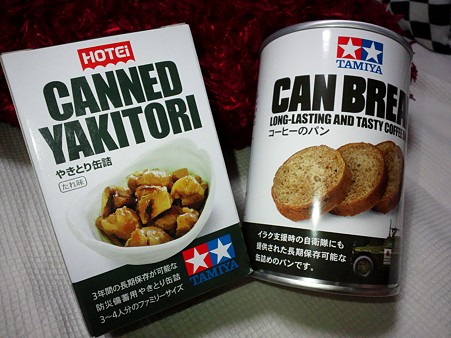 HOTEi
CANNED
YAKITORI
やきとり缶詰
たれ味
3年間の長期保存が可能な
防災備蓄用やきとり缶詰
3〜4人分のファミリーサイズ
TAMIYA
TAMIYA
CAN BREA
LONG-LASTING AND TASTY COFFEE
コーヒーのパン
イラク支援時の自衛隊にも
提供された長期保存可能な
缶詰めのパンです。